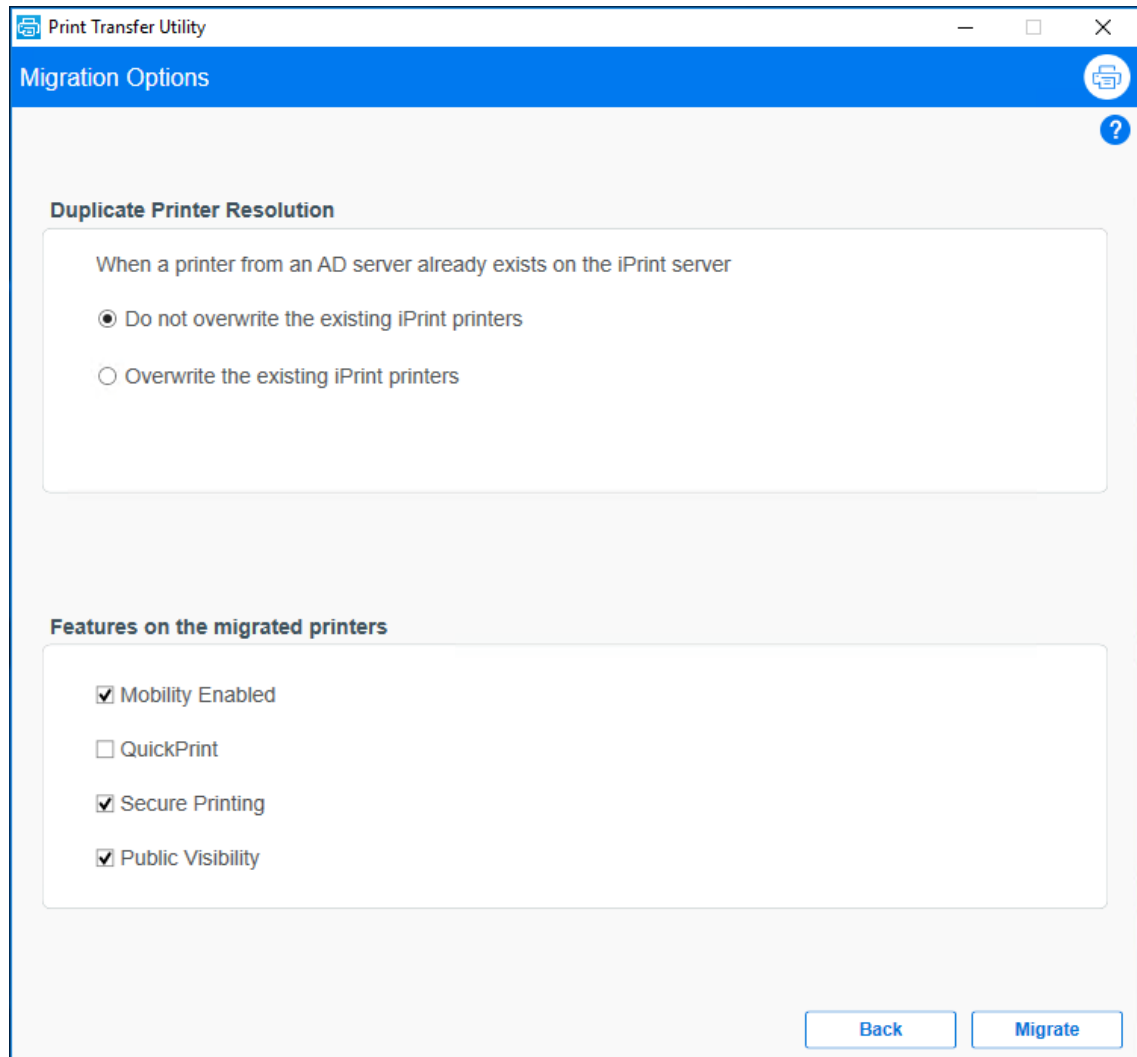 Print Transfer Utility
Migration Options
?
Duplicate Printer Resolution
When a printer from an AD server already exists on the iPrint server
Do not overwrite the existing iPrint printers
Overwrite the existing iPrint printers
Features on the migrated printers
Mobility Enabled
QuickPrint
Secure Printing
Public Visibility
Back Migrate